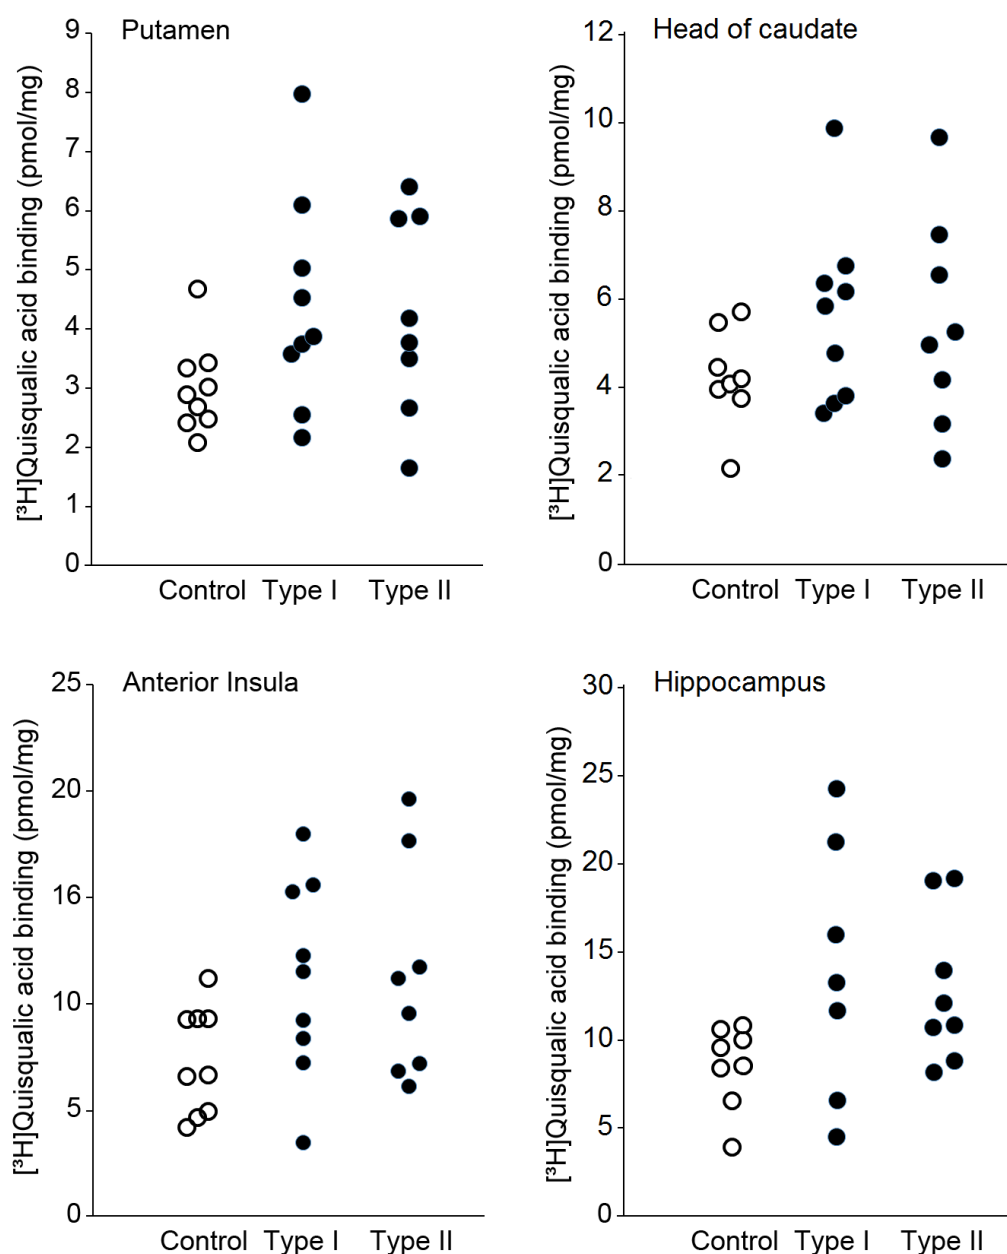 Putamen
[³H]Quisqualic acid binding (pmol/mg)
9
8
7
6
5
4
3
2
1
0
Control Type I Type II
Head of caudate
[³H]Quisqualic acid binding (pmol/mg)
12
10
8
6
4
2
0
Control Type I Type II
Anterior Insula
[³H]Quisqualic acid binding (pmol/mg)
25
20
16
10
5
0
Control Type I Type II
Hippocampus
[³H]Quisqualic acid binding (pmol/mg)
30
25
20
15
10
5
0
Control Type I Type II